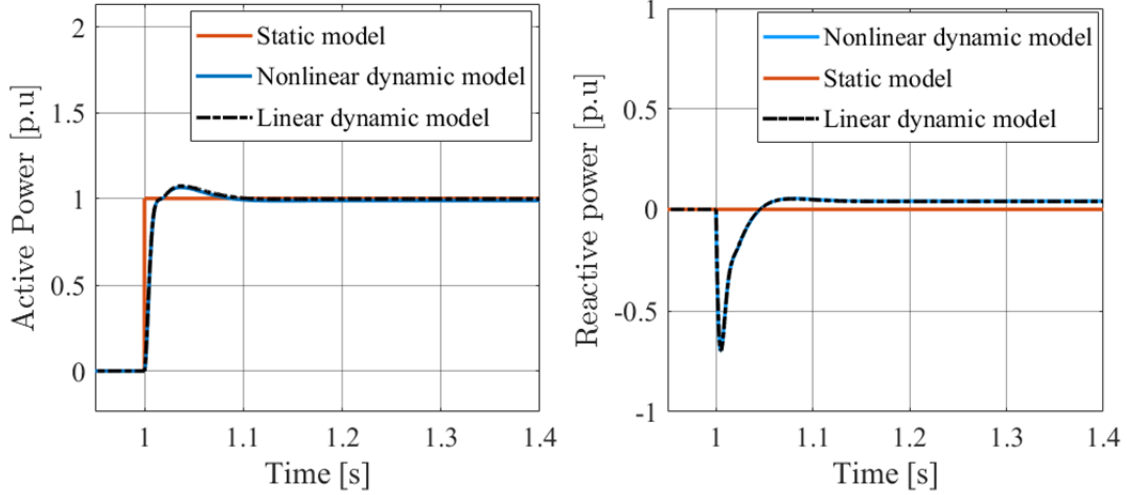 Static model
Nonlinear dynamic model
Linear dynamic model
2
1.5
1
0.5
0
Active Power [p.u]
1
1.1
1.2
1.3
1.4
Time [s]
Nonlinear dynamic model
Static model
Linear dynamic model
1
0.5
0
-0.5
-1
Reactive power [p.u]
1
1.1
1.2
1.3
1.4
Time [s]